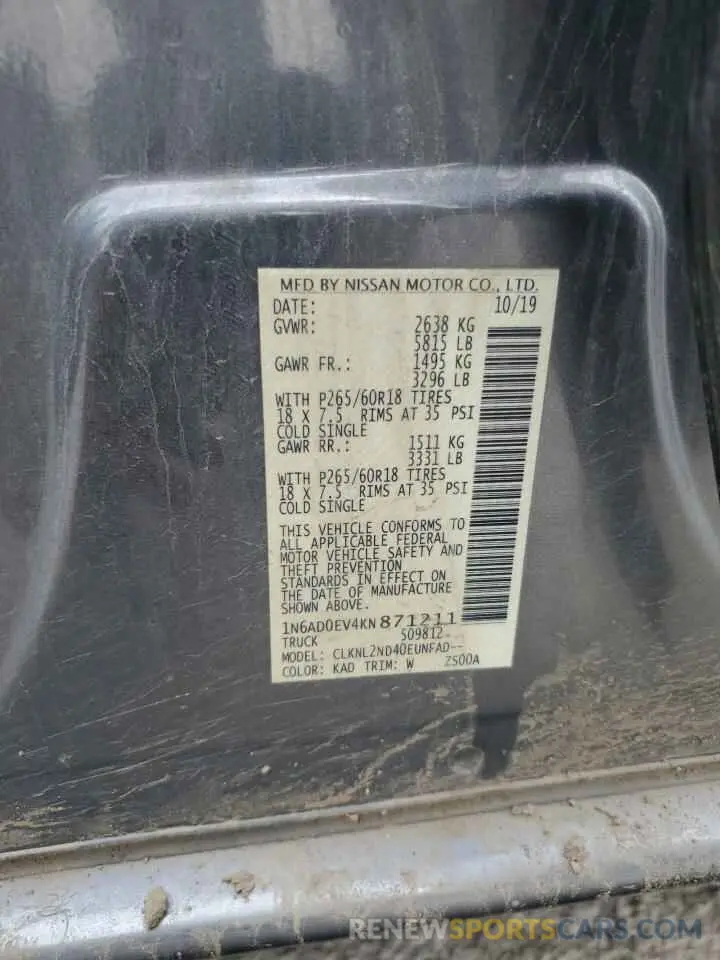 MFD BY NISSAN MOTOR CO., LTD.
DATE: 10/19
GVWR: 2638 KG
5815 LB
GAWR FR.: 1495 KG
3296 LB
WITH P265/60R18 TIRES
18 X 7.5 RIMS AT 35 PSI
COLD SINGLE
GAWR RR.: 1511 KG
3331 LB
WITH P265/60R18 TIRES
18 X 7.5 RIMS AT 35 PSI
COLD SINGLE
THIS VEHICLE CONFORMS TO
ALL APPLICABLE FEDERAL
MOTOR VEHICLE SAFETY AND
THEFT PREVENTION
STANDARDS IN EFFECT ON
THE DATE OF MANUFACTURE
SHOWN ABOVE.
1N6AD0EV4KN871211
TRUCK 509812
MODEL: CLKNL2ND40EUNFAD--
COLOR: KAD TRIM: W 2500A
RENEWSPORTSCARS.COM